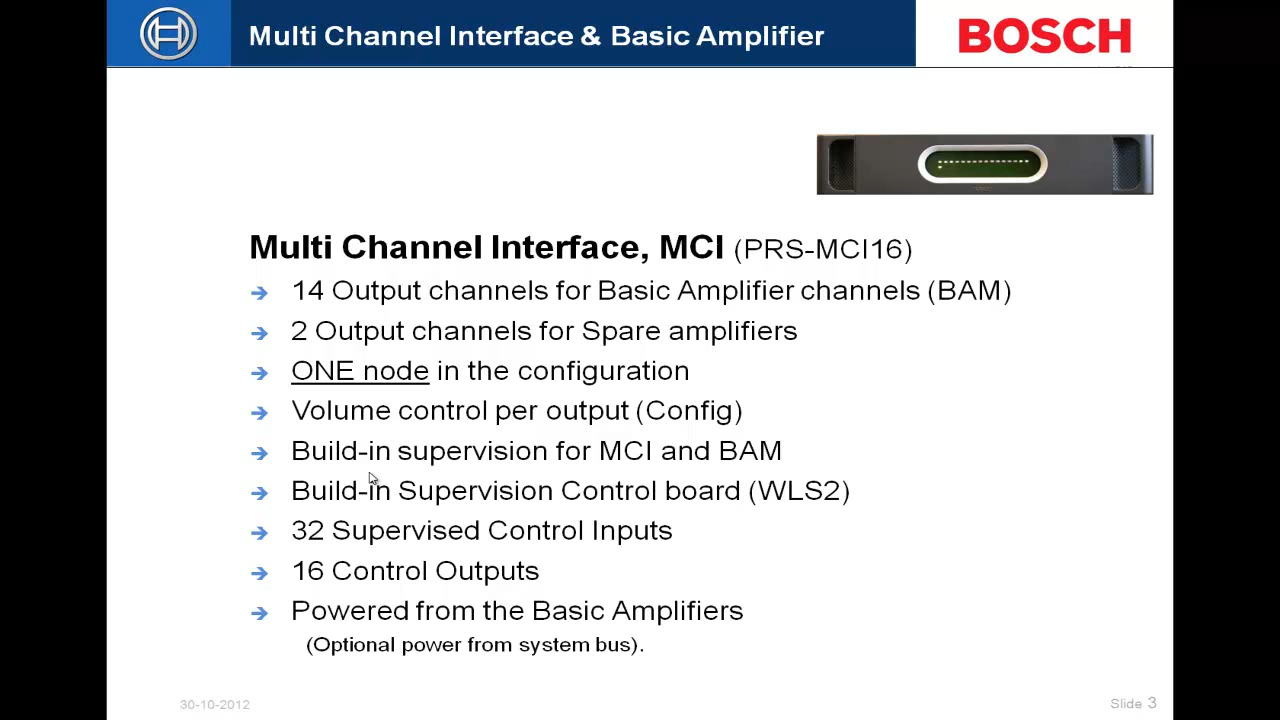 Multi Channel Interface & Basic Amplifier
BOSCH
Multi Channel Interface, MCI (PRS-MCI16)
14 Output channels for Basic Amplifier channels (BAM)
2 Output channels for Spare amplifiers
ONE node in the configuration
Volume control per output (Config)
Build-in supervision for MCI and BAM
Build-in Supervision Control board (WLS2)
32 Supervised Control Inputs
16 Control Outputs
Powered from the Basic Amplifiers
(Optional power from system bus).
30-10-2012
Slide 3